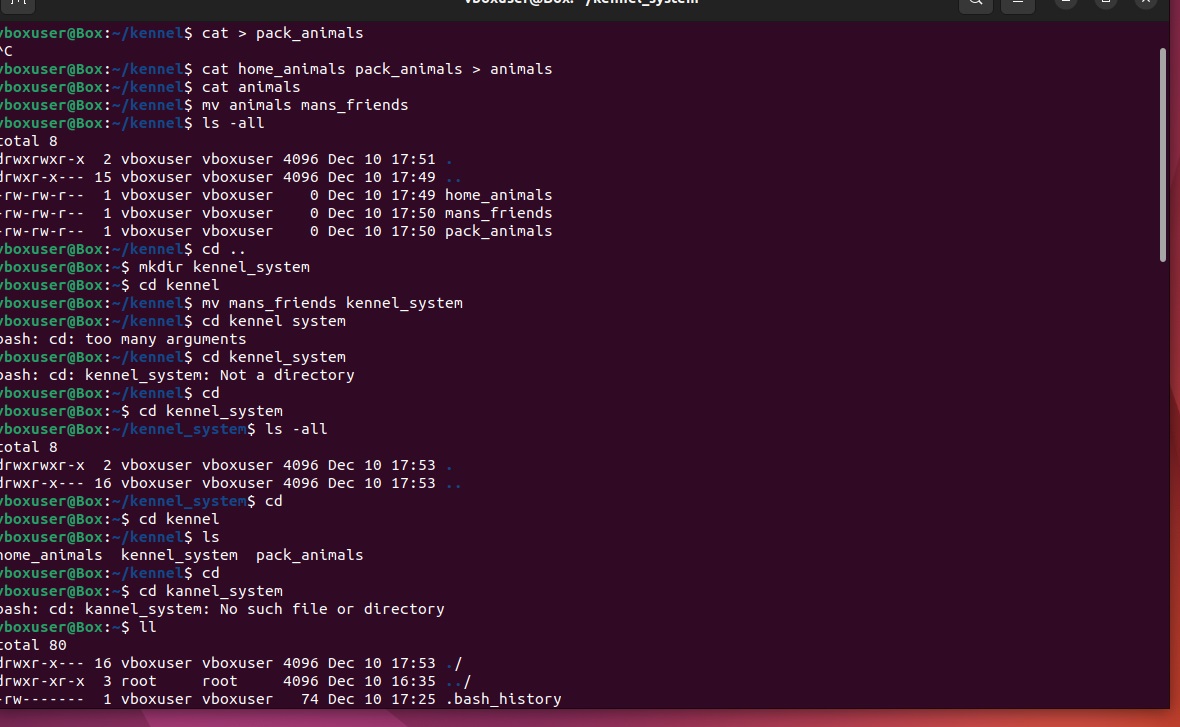 vboxuser@Box: ~/kennel_system
vboxuser@Box:~/kennel$ cat > pack_animals
^C
vboxuser@Box:~/kennel$ cat home_animals pack_animals > animals
vboxuser@Box:~/kennel$ cat animals
vboxuser@Box:~/kennel$ mv animals mans_friends
vboxuser@Box:~/kennel$ ls -all
total 8
drwxrwxr-x  2 vboxuser vboxuser 4096 Dec 10 17:51 .
drwxr-x--- 15 vboxuser vboxuser 4096 Dec 10 17:49 ..
-rw-rw-r--  1 vboxuser vboxuser    0 Dec 10 17:49 home_animals
-rw-rw-r--  1 vboxuser vboxuser    0 Dec 10 17:50 mans_friends
-rw-rw-r--  1 vboxuser vboxuser    0 Dec 10 17:50 pack_animals
vboxuser@Box:~/kennel$ cd ..
vboxuser@Box:~$ mkdir kennel_system
vboxuser@Box:~$ cd kennel
vboxuser@Box:~/kennel$ mv mans_friends kennel_system
vboxuser@Box:~/kennel$ cd kennel system
bash: cd: too many arguments
vboxuser@Box:~/kennel$ cd kennel_system
bash: cd: kennel_system: Not a directory
vboxuser@Box:~/kennel$ cd
vboxuser@Box:~$ cd kennel_system
vboxuser@Box:~/kennel_system$ ls -all
total 8
drwxrwxr-x  2 vboxuser vboxuser 4096 Dec 10 17:53 .
drwxr-x--- 16 vboxuser vboxuser 4096 Dec 10 17:53 ..
vboxuser@Box:~/kennel_system$ cd
vboxuser@Box:~$ cd kennel
vboxuser@Box:~/kennel$ ls
home_animals  kennel_system  pack_animals
vboxuser@Box:~/kennel$ cd
vboxuser@Box:~$ cd kannel_system
bash: cd: kannel_system: No such file or directory
vboxuser@Box:~$ ll
total 80
drwxr-x--- 16 vboxuser vboxuser 4096 Dec 10 17:53 ./
drwxr-xr-x  3 root     root     4096 Dec 10 16:35 ../
-rw-------  1 vboxuser vboxuser   74 Dec 10 17:25 .bash_history